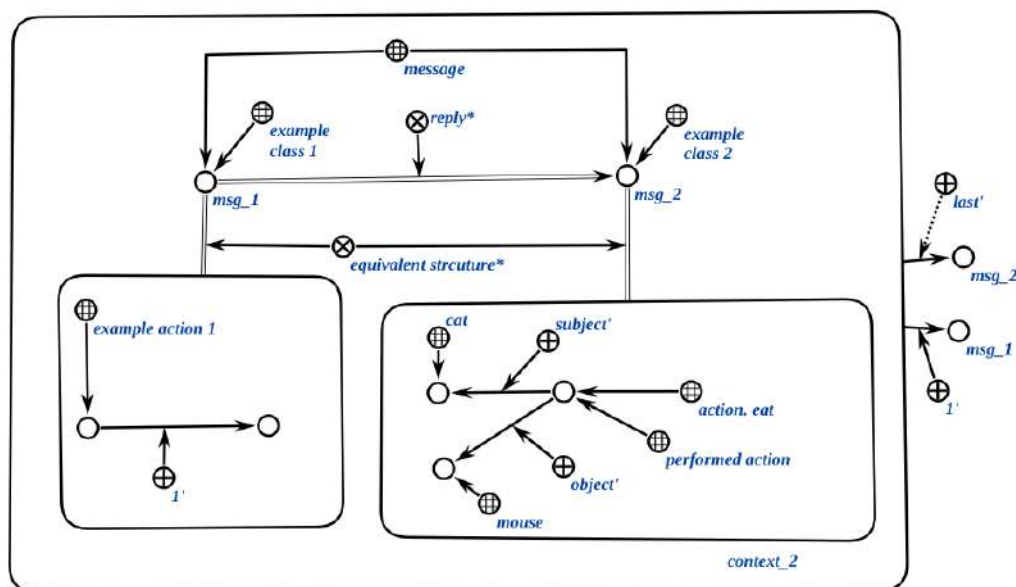 message
example
class 1
reply*
example
class 2
msg_1
msg_2
last'
equivalent strcuture*
msg_2
example action 1
cat
subject'
msg_1
action. eat
1'
performed action
1'
object'
mouse
context_2